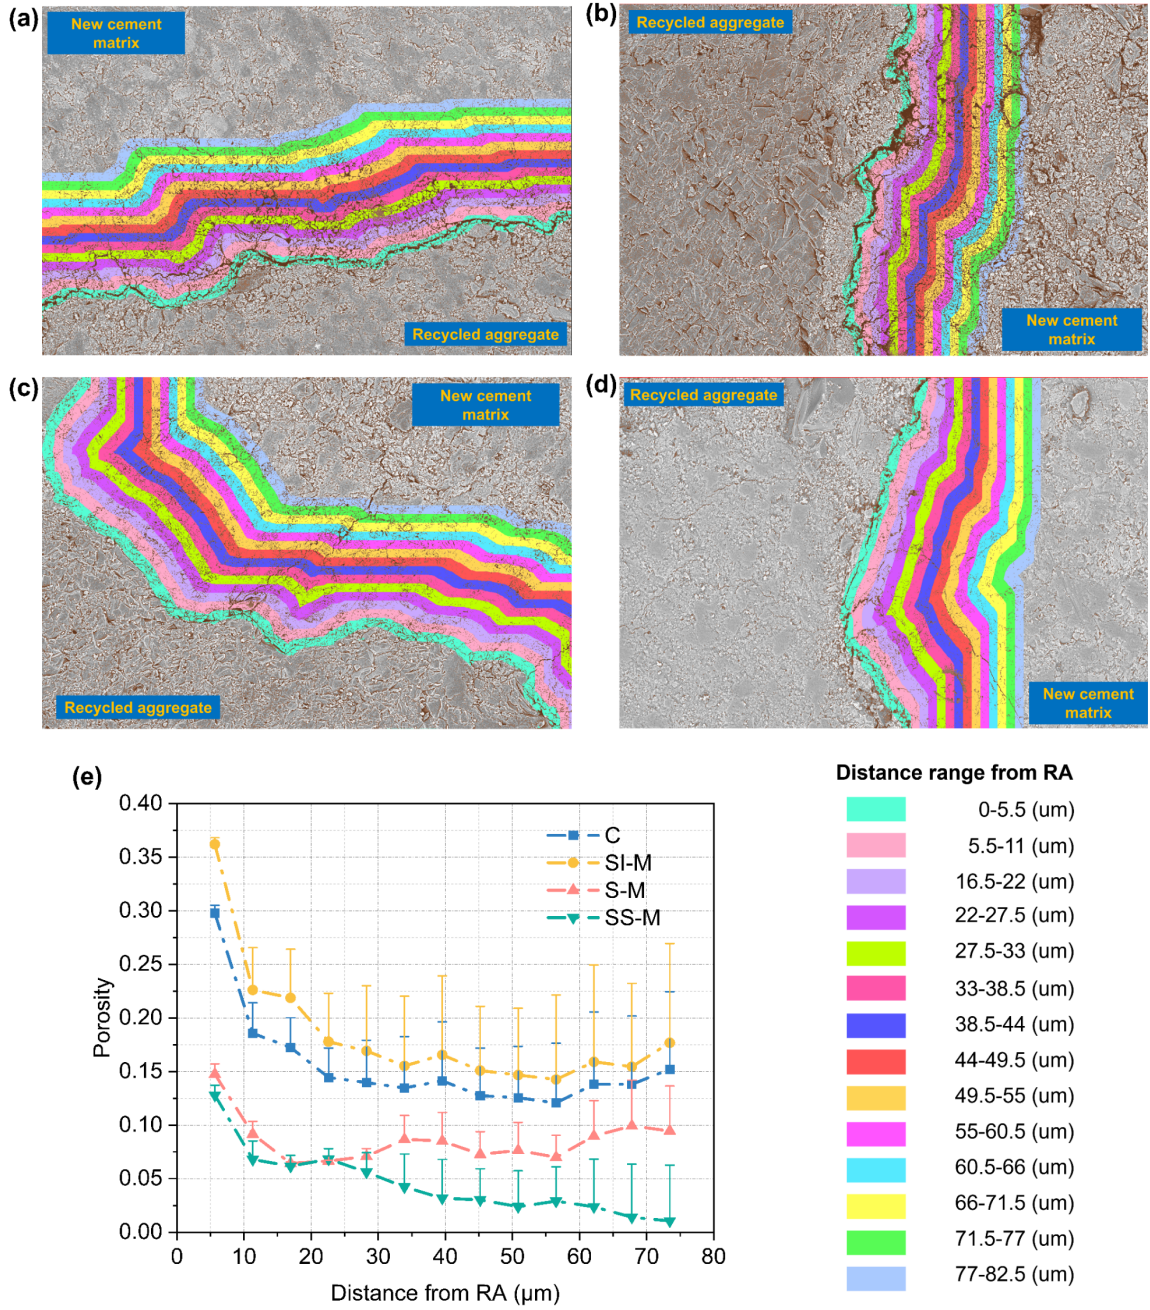 (a)
New cement
matrix
Recycled aggregate
(b)
Recycled aggregate
New cement
matrix
(c)
New cement
matrix
Recycled aggregate
(d)
Recycled aggregate
New cement
matrix
(e)
Porosity
0.40
0.35
0.30
0.25
0.20
0.15
0.10
0.05
0.00
C
SI-M
S-M
SS-M
0 10 20 30 40 50 60 70 80
Distance from RA (μm)
Distance range from RA
0-5.5 (um)
5.5-11 (um)
16.5-22 (um)
22-27.5 (um)
27.5-33 (um)
33-38.5 (um)
38.5-44 (um)
44-49.5 (um)
49.5-55 (um)
55-60.5 (um)
60.5-66 (um)
66-71.5 (um)
71.5-77 (um)
77-82.5 (um)